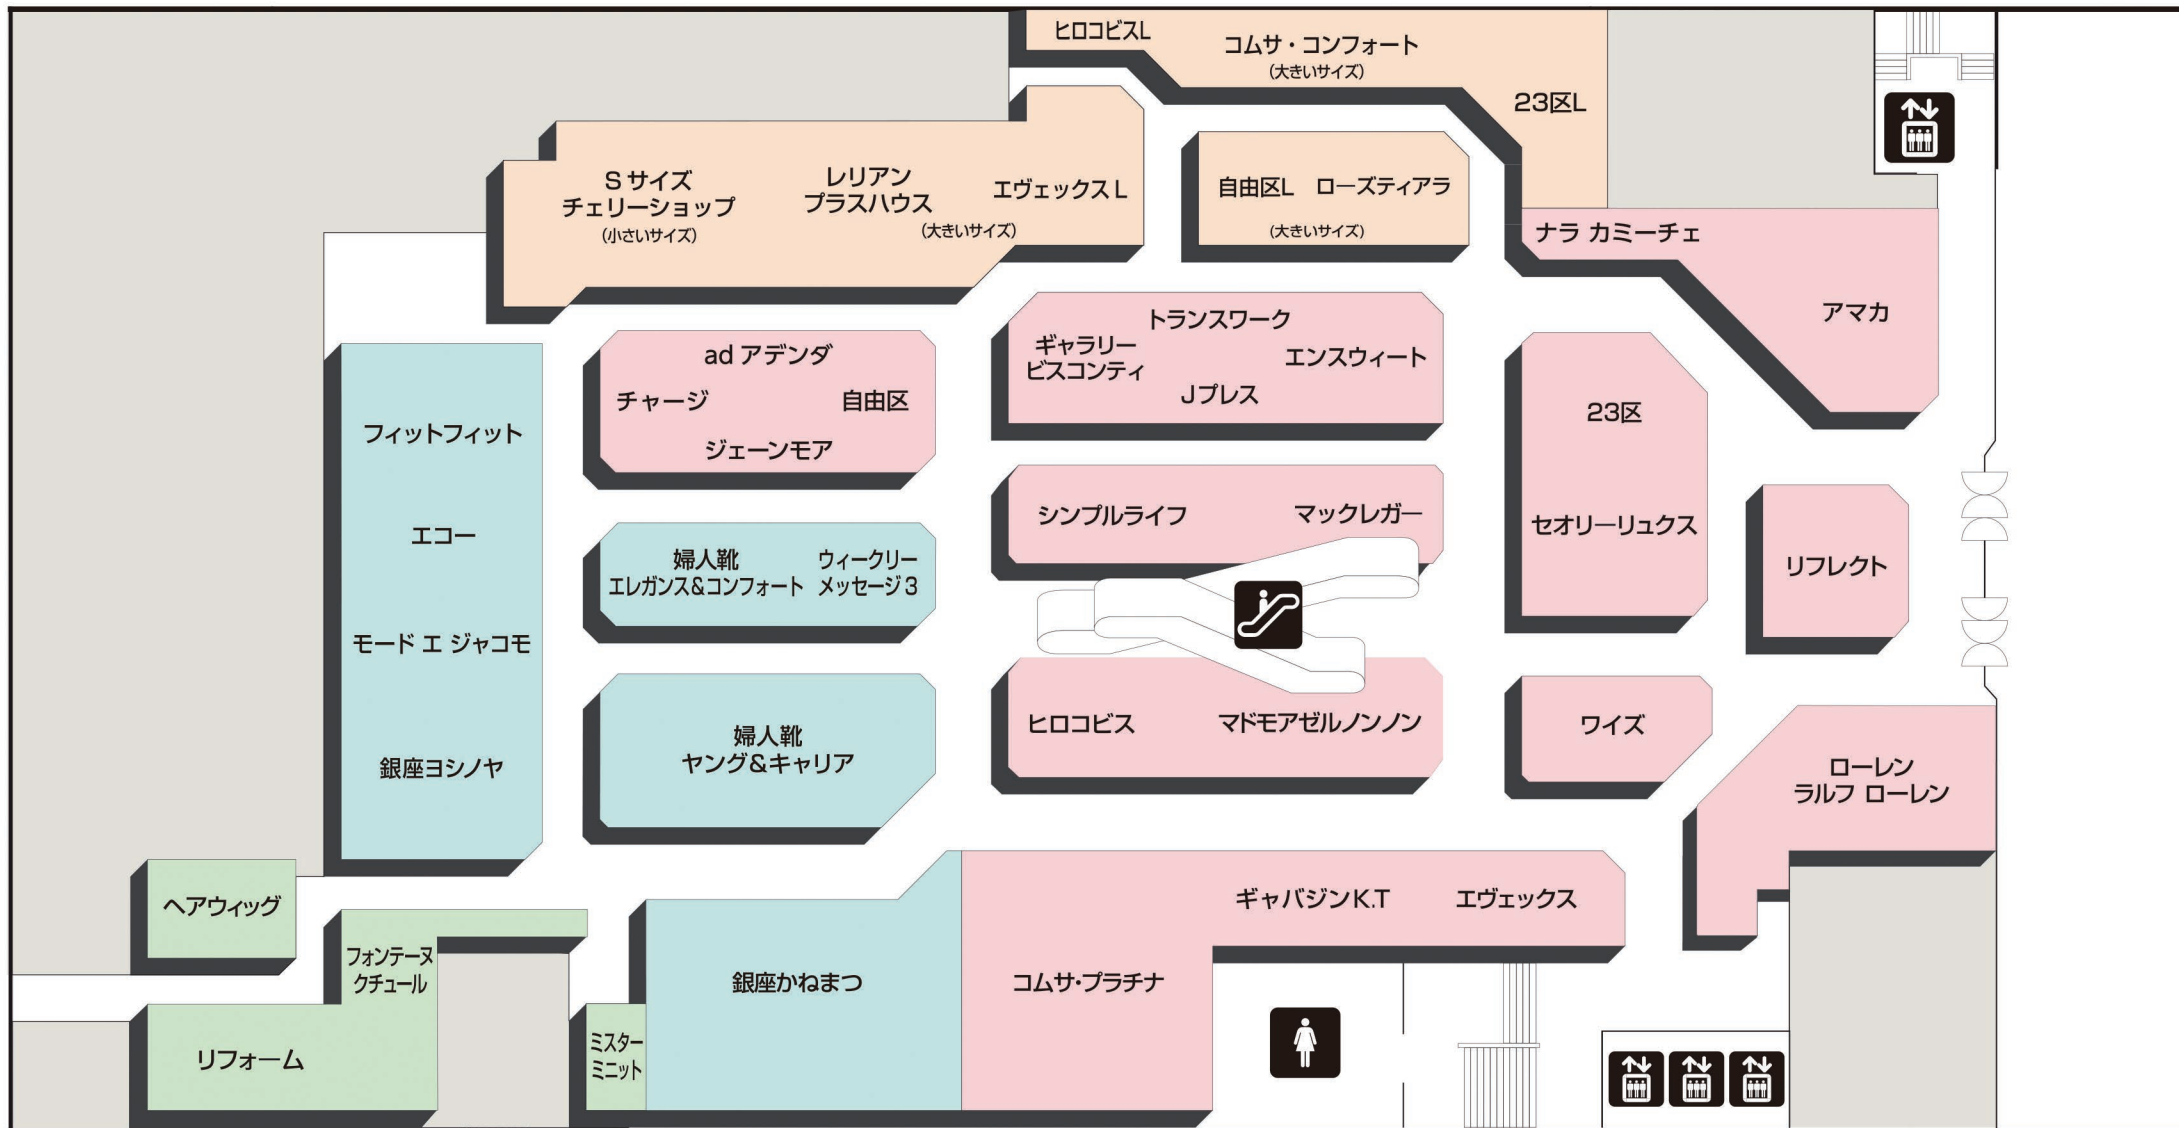 ヒロコビスL
コムサ・コンフォート
(大きいサイズ)
23区L
Sサイズ
チェリーショップ
(小さいサイズ)
レリアン
プラスハウス
エヴェックスL
(大きいサイズ)
自由区L ローズティアラ
(大きいサイズ)
ナラ カミーチェ
アマカ
トランスワーク
ギャラリー
ビスコンティ
エンスウィート
Jプレス
ad アデンダ
チャージ
自由区
ジェーンモア
23区
セオリーリュクス
フィットフィット
エコー
モード エ ジャコモ
銀座ヨシノヤ
シンプルライフ
マックレガー
リフレクト
婦人靴
エレガンス&コンフォート
ウィークリー
メッセージ3
婦人靴
ヤング&キャリア
ヒロコビス
マドモアゼルノンノン
ワイズ
ローレン
ラルフ ローレン
ヘアウィッグ
フォンテーヌ
クチュール
リフォーム
ミスター
ミニット
銀座かねまつ
コムサ・プラチナ
ギャバジンK.T
エヴェックス